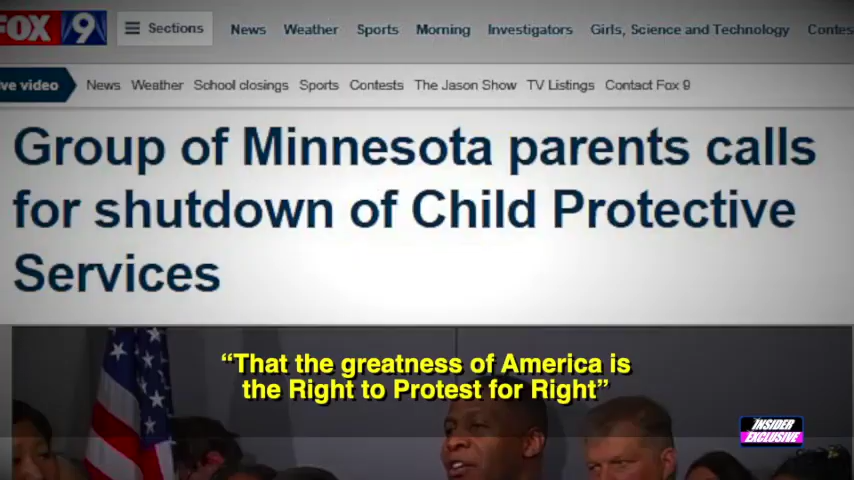 FOX 9
Sections
News
Weather
Sports
Morning
Investigators
Girls, Science and Technology
Contes
ve video
News
Weather
School closings
Sports
Contests
The Jason Show
TV Listings
Contact Fox 9
Group of Minnesota parents calls
for shutdown of Child Protective
Services
“That the greatness of America is
the Right to Protest for Right”
INSIDER
EXCLUSIVE